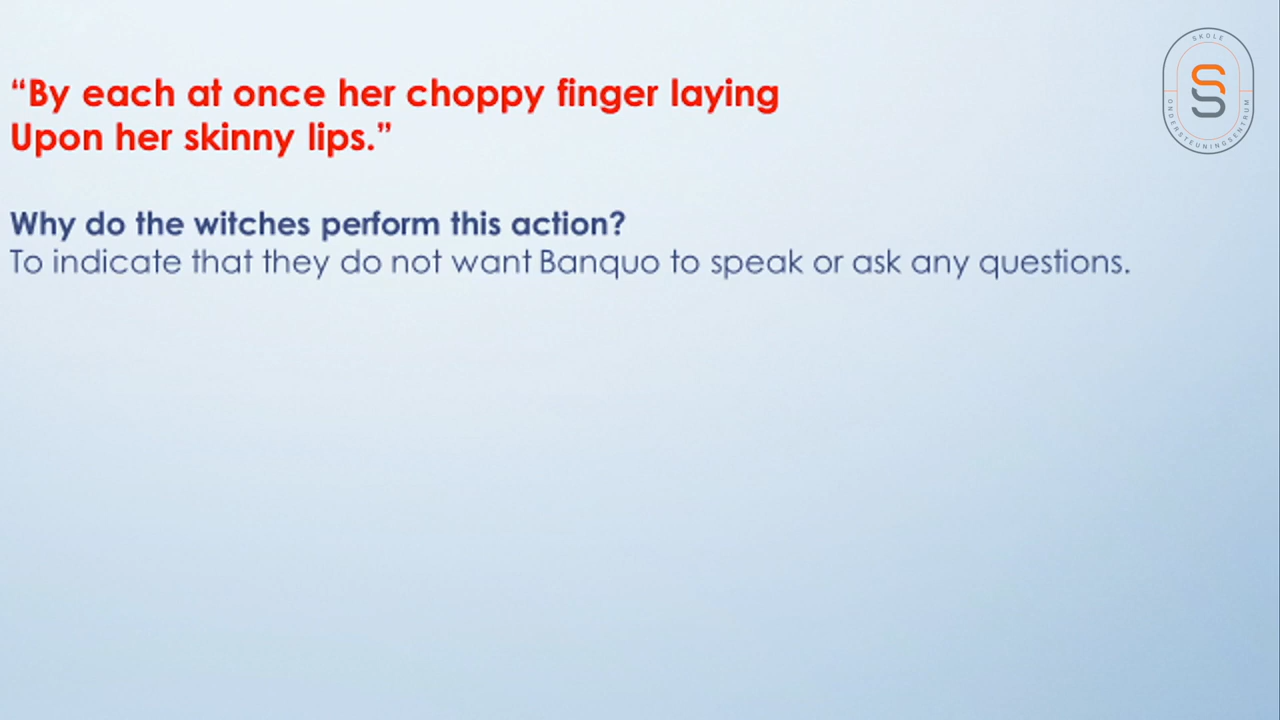 “By each at once her choppy finger laying
Upon her skinny lips.”
Why do the witches perform this action?
To indicate that they do not want Banquo to speak or ask any questions.
SKOLE
ONDERSTEUNINGSENTRUM